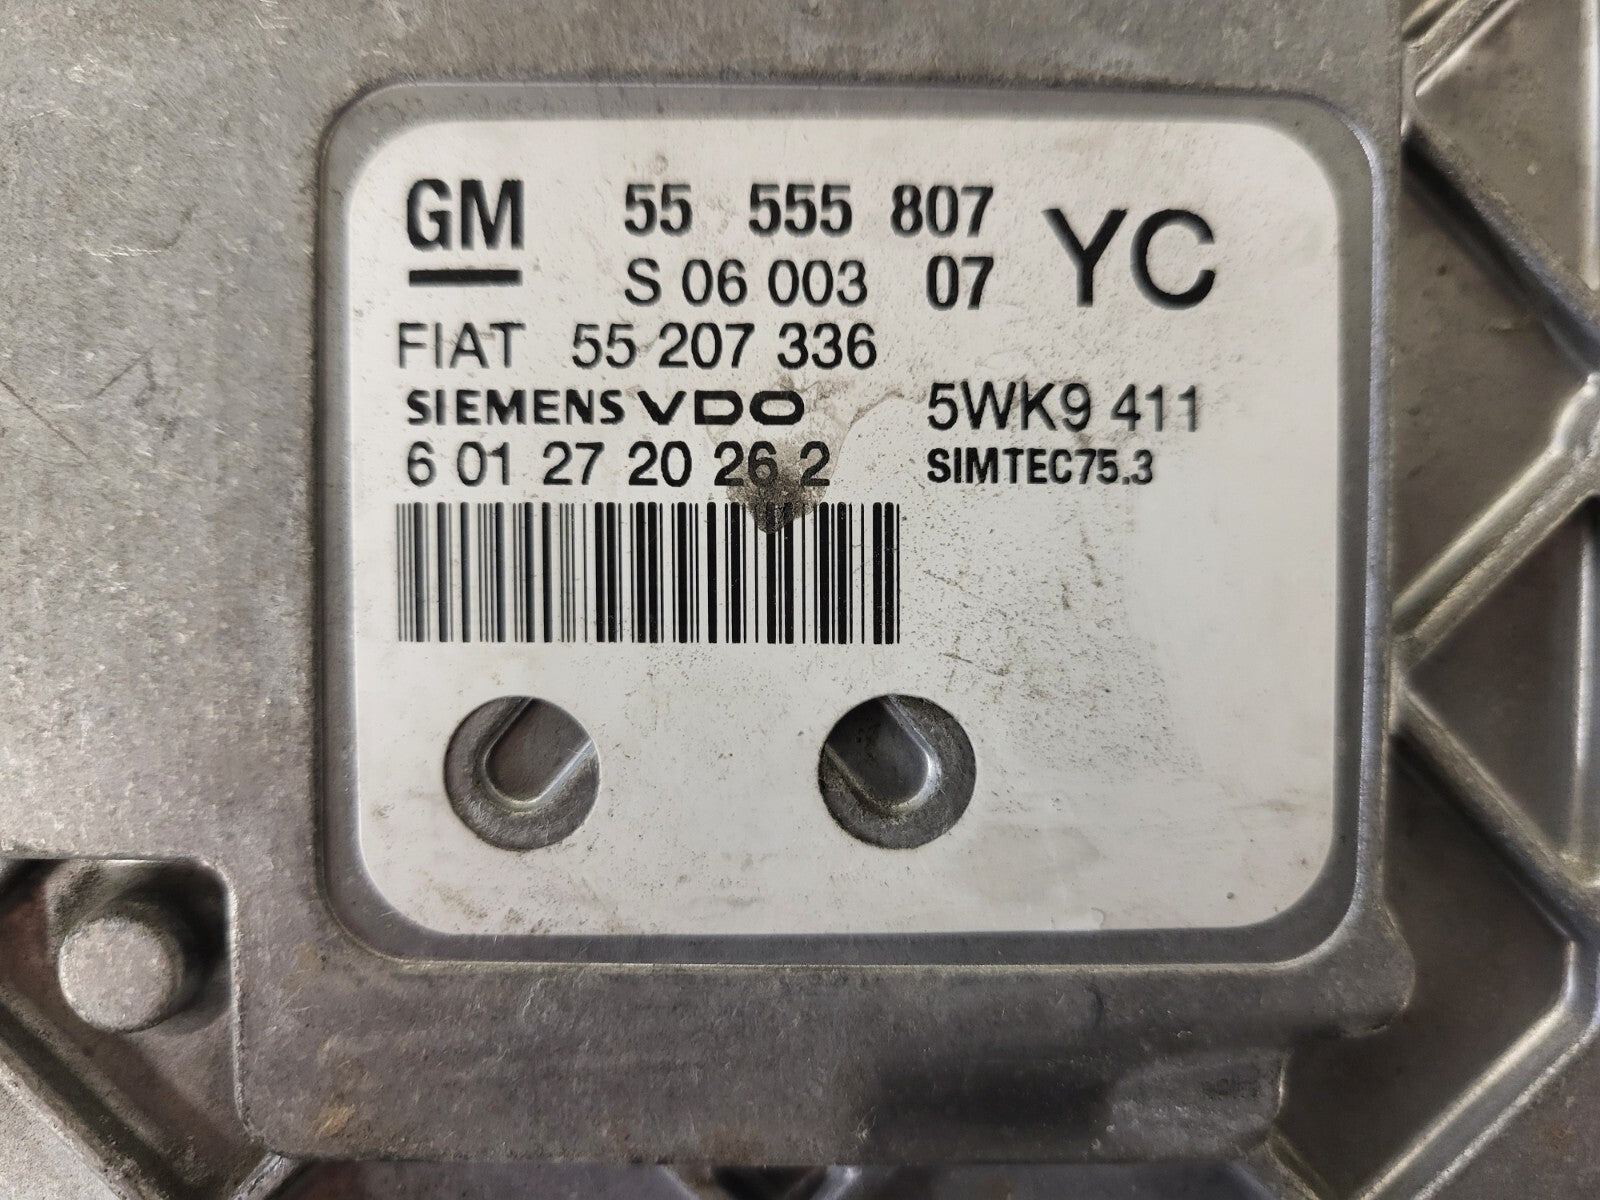 GM 55 555 807 YC
S 06 003 07
FIAT 55 207 336
SIEMENS VDO 5WK9 411
6 01 27 20 26 2 SIMTEC75.3